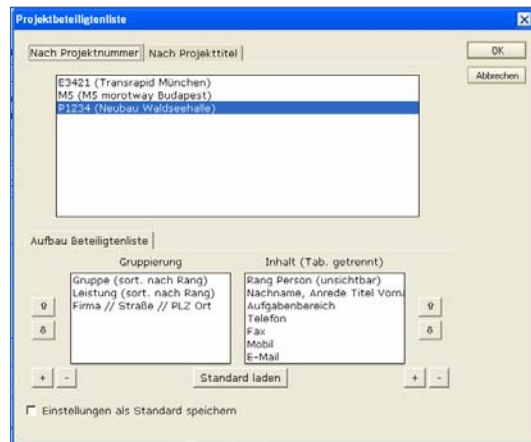 Projektbeteiligtenliste
Nach Projektnummer Nach Projekttitel
OK
Abbrechen
E3421 (Transrapid München)
M5 (M5 morotway Budapest)
P1234 (Neubau Waldseehalle)
Aufbau Beteiligtenliste
Gruppierung
Gruppe (sort. nach Rang)
Leistung (sort. nach Rang)
Firma // Straße // PLZ Ort
Inhalt (Tab. getrennt)
Rang Person (unsichtbar)
Nachname, Anrede Titel Vorna
Aufgabenbereich
Telefon
Fax
Mobil
E-Mail
+ - Standard laden + -
Einstellungen als Standard speichern